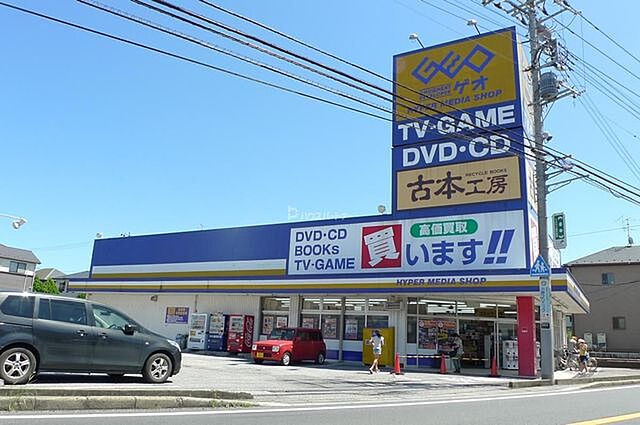 GEO
ゲオ
HYPER MEDIA SHOP
TV・GAME
DVD・CD
RECYCLE BOOKS
古本工房
DVD・CD
BOOKS
TV・GAME
高価買取
買います!!
HYPER MEDIA SHOP